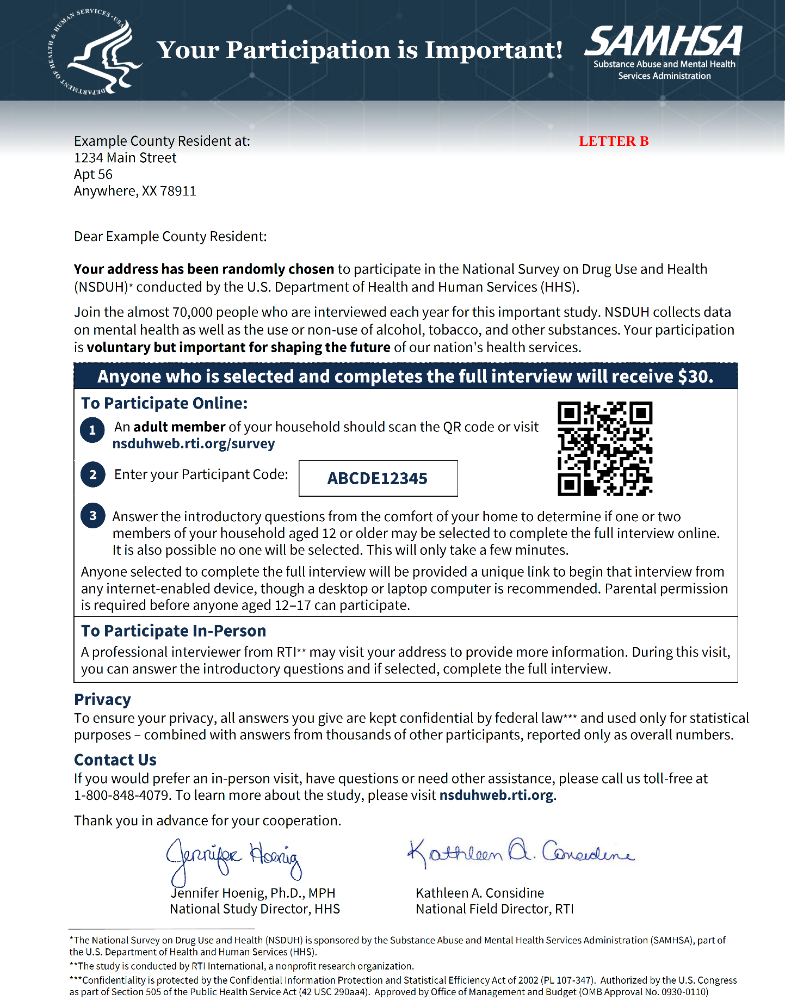 DEPARTMENT OF HEALTH & HUMAN SERVICES • USA
Your Participation is Important!
SAMHSA
Substance Abuse and Mental Health
Services Administration
Example County Resident at:
LETTER B
1234 Main Street
Apt 56
Anywhere, XX 78911
Dear Example County Resident:
Your address has been randomly chosen to participate in the National Survey on Drug Use and Health
(NSDUH)* conducted by the U.S. Department of Health and Human Services (HHS).
Join the almost 70,000 people who are interviewed each year for this important study. NSDUH collects data
on mental health as well as the use or non-use of alcohol, tobacco, and other substances. Your participation
is voluntary but important for shaping the future of our nation's health services.
Anyone who is selected and completes the full interview will receive $30.
To Participate Online:
1 An adult member of your household should scan the QR code or visit
nsduhweb.rti.org/survey
2 Enter your Participant Code: ABCDE12345
3 Answer the introductory questions from the comfort of your home to determine if one or two
members of your household aged 12 or older may be selected to complete the full interview online.
It is also possible no one will be selected. This will only take a few minutes.
Anyone selected to complete the full interview will be provided a unique link to begin that interview from
any internet-enabled device, though a desktop or laptop computer is recommended. Parental permission
is required before anyone aged 12–17 can participate.
To Participate In-Person
A professional interviewer from RTI** may visit your address to provide more information. During this visit,
you can answer the introductory questions and if selected, complete the full interview.
Privacy
To ensure your privacy, all answers you give are kept confidential by federal law*** and used only for statistical
purposes – combined with answers from thousands of other participants, reported only as overall numbers.
Contact Us
If you would prefer an in-person visit, have questions or need other assistance, please call us toll-free at
1-800-848-4079. To learn more about the study, please visit nsduhweb.rti.org.
Thank you in advance for your cooperation.
Jennifer Hoenig
Kathleen A. Considine
Jennifer Hoenig, Ph.D., MPH
Kathleen A. Considine
National Study Director, HHS
National Field Director, RTI
*The National Survey on Drug Use and Health (NSDUH) is sponsored by the Substance Abuse and Mental Health Services Administration (SAMHSA), part of
the U.S. Department of Health and Human Services (HHS).
**The study is conducted by RTI International, a nonprofit research organization.
***Confidentiality is protected by the Confidential Information Protection and Statistical Efficiency Act of 2002 (PL 107-347). Authorized by the U.S. Congress
as part of Section 505 of the Public Health Service Act (42 USC 290aa4). Approved by Office of Management and Budget (OMB Approval No. 0930-0110)